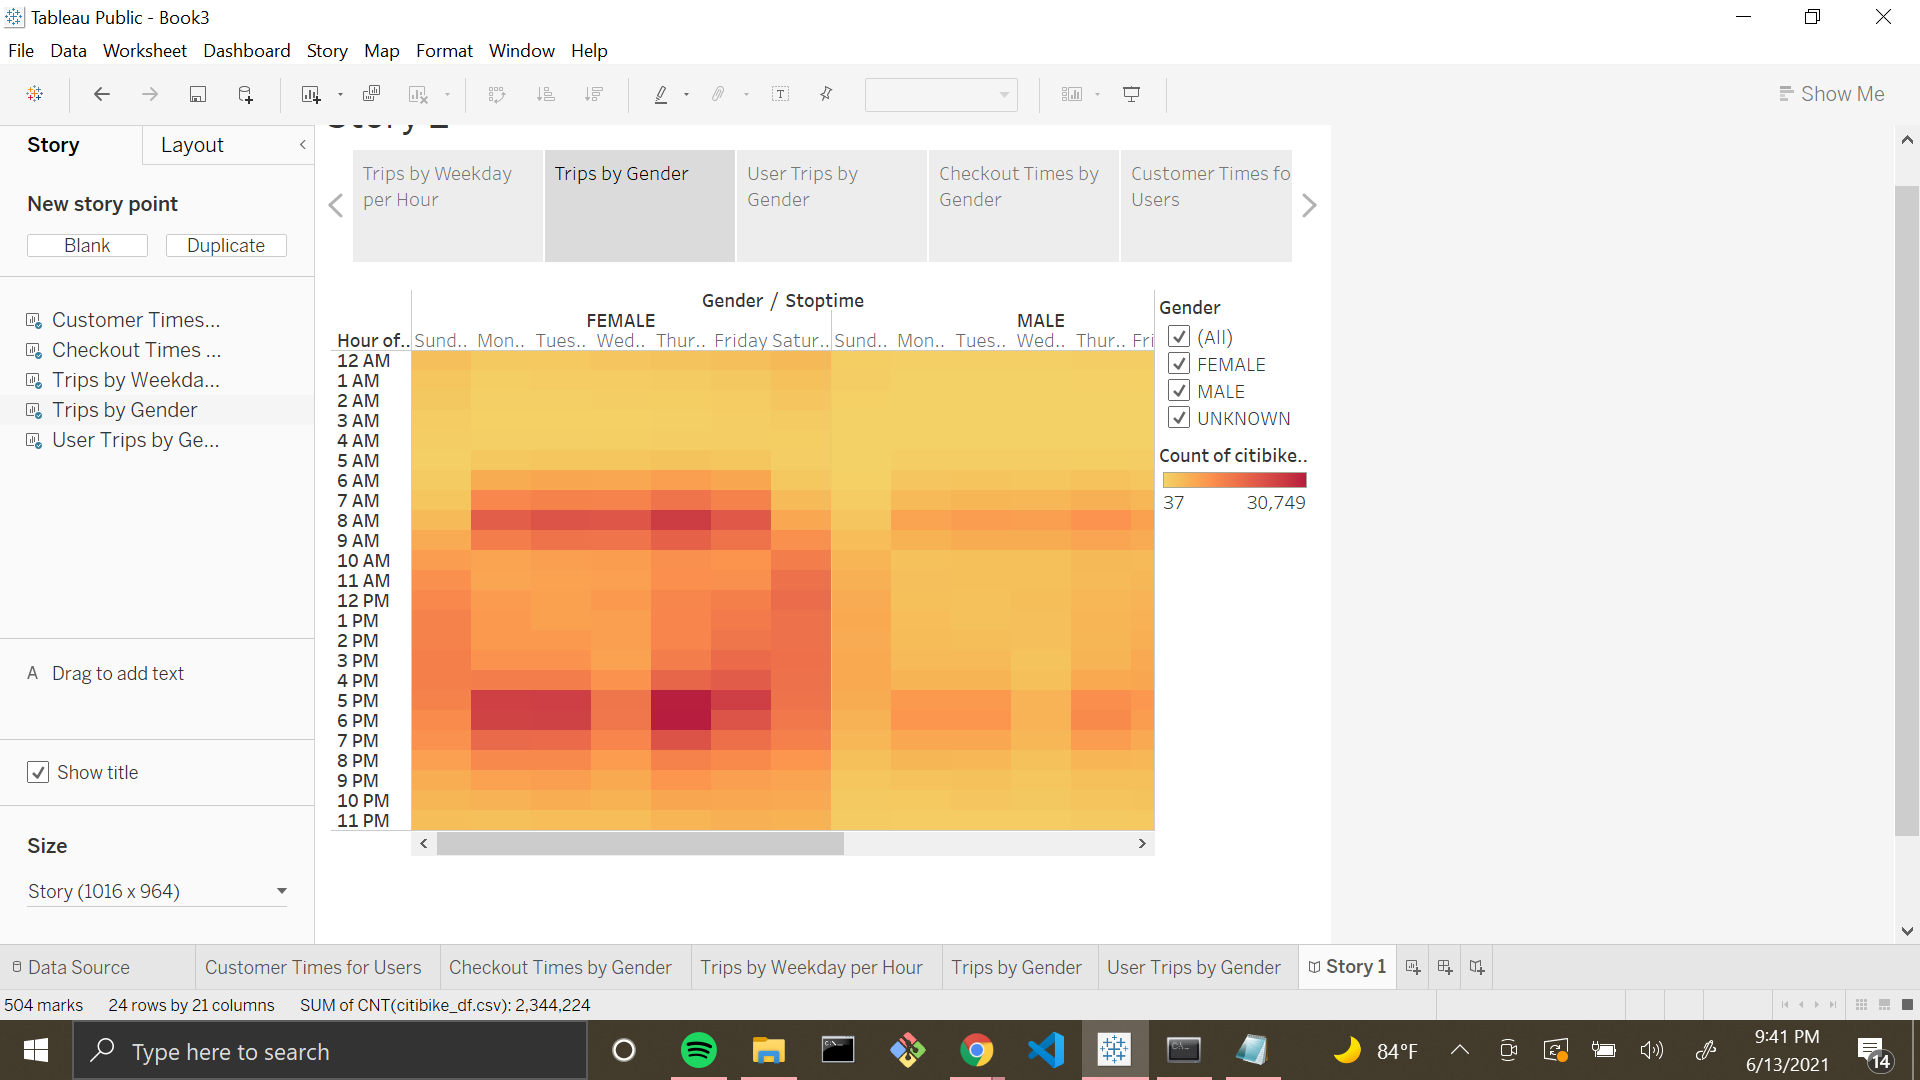 Tableau Public - Book3
File Data Worksheet Dashboard Story Map Format Window Help
Show Me
Story Layout
New story point
Blank Duplicate
Customer Times...
Checkout Times ...
Trips by Weekda...
Trips by Gender
User Trips by Ge...
A Drag to add text
Show title
Size
Story (1016 x 964)
Trips by Weekday
per Hour
Trips by Gender
User Trips by
Gender
Checkout Times by
Gender
Customer Times fo
Users
Gender / Stoptime
FEMALE MALE
Hour of.. Sund.. Mon.. Tues.. Wed.. Thur.. Friday Satur.. Sund.. Mon.. Tues.. Wed.. Thur.. Fri
12 AM
1 AM
2 AM
3 AM
4 AM
5 AM
6 AM
7 AM
8 AM
9 AM
10 AM
11 AM
12 PM
1 PM
2 PM
3 PM
4 PM
5 PM
6 PM
7 PM
8 PM
9 PM
10 PM
11 PM
Gender
(All)
FEMALE
MALE
UNKNOWN
Count of citibike..
37 30,749
Data Source Customer Times for Users Checkout Times by Gender Trips by Weekday per Hour Trips by Gender User Trips by Gender Story 1
504 marks 24 rows by 21 columns SUM of CNT(citibike_df.csv): 2,344,224
Type here to search
84°F
9:41 PM
6/13/2021
14